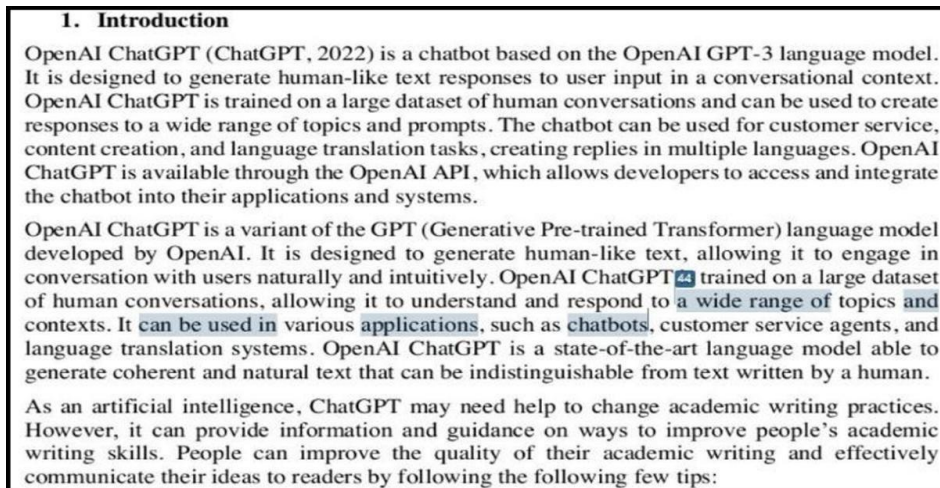 1. Introduction
OpenAI ChatGPT (ChatGPT, 2022) is a chatbot based on the OpenAI GPT-3 language model.
It is designed to generate human-like text responses to user input in a conversational context.
OpenAI ChatGPT is trained on a large dataset of human conversations and can be used to create
responses to a wide range of topics and prompts. The chatbot can be used for customer service,
content creation, and language translation tasks, creating replies in multiple languages. OpenAI
ChatGPT is available through the OpenAI API, which allows developers to access and integrate
the chatbot into their applications and systems.
OpenAI ChatGPT is a variant of the GPT (Generative Pre-trained Transformer) language model
developed by OpenAI. It is designed to generate human-like text, allowing it to engage in
conversation with users naturally and intuitively. OpenAI ChatGPT 44 trained on a large dataset
of human conversations, allowing it to understand and respond to a wide range of topics and
contexts. It can be used in various applications, such as chatbots, customer service agents, and
language translation systems. OpenAI ChatGPT is a state-of-the-art language model able to
generate coherent and natural text that can be indistinguishable from text written by a human.
As an artificial intelligence, ChatGPT may need help to change academic writing practices.
However, it can provide information and guidance on ways to improve people's academic
writing skills. People can improve the quality of their academic writing and effectively
communicate their ideas to readers by following the following few tips: